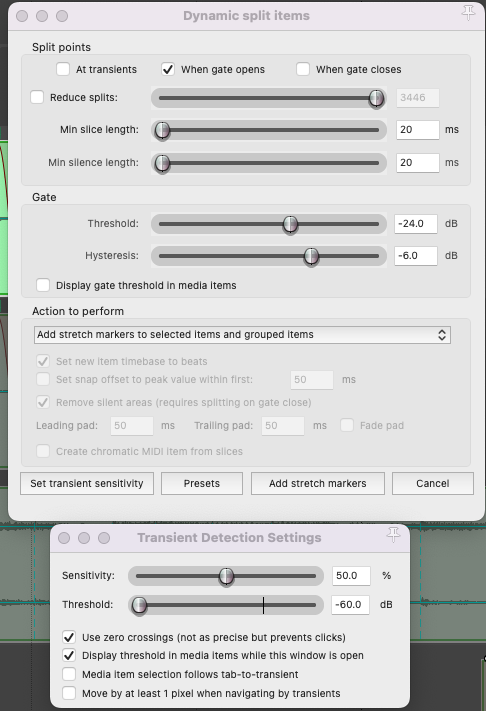 Dynamic split items
Split points
At transients When gate opens When gate closes
Reduce splits: 3446
Min slice length: 20 ms
Min silence length: 20 ms
Gate
Threshold: -24.0 dB
Hysteresis: -6.0 dB
Display gate threshold in media items
Action to perform
Add stretch markers to selected items and grouped items
Set new item timebase to beats
Set snap offset to peak value within first: 50 ms
Remove silent areas (requires splitting on gate close)
Leading pad: 50 ms Trailing pad: 50 ms Fade pad
Create chromatic MIDI item from slices
Set transient sensitivity Presets Add stretch markers Cancel
Transient Detection Settings
Sensitivity: 50.0 %
Threshold: -60.0 dB
Use zero crossings (not as precise but prevents clicks)
Display threshold in media items while this window is open
Media item selection follows tab-to-transient
Move by at least 1 pixel when navigating by transients